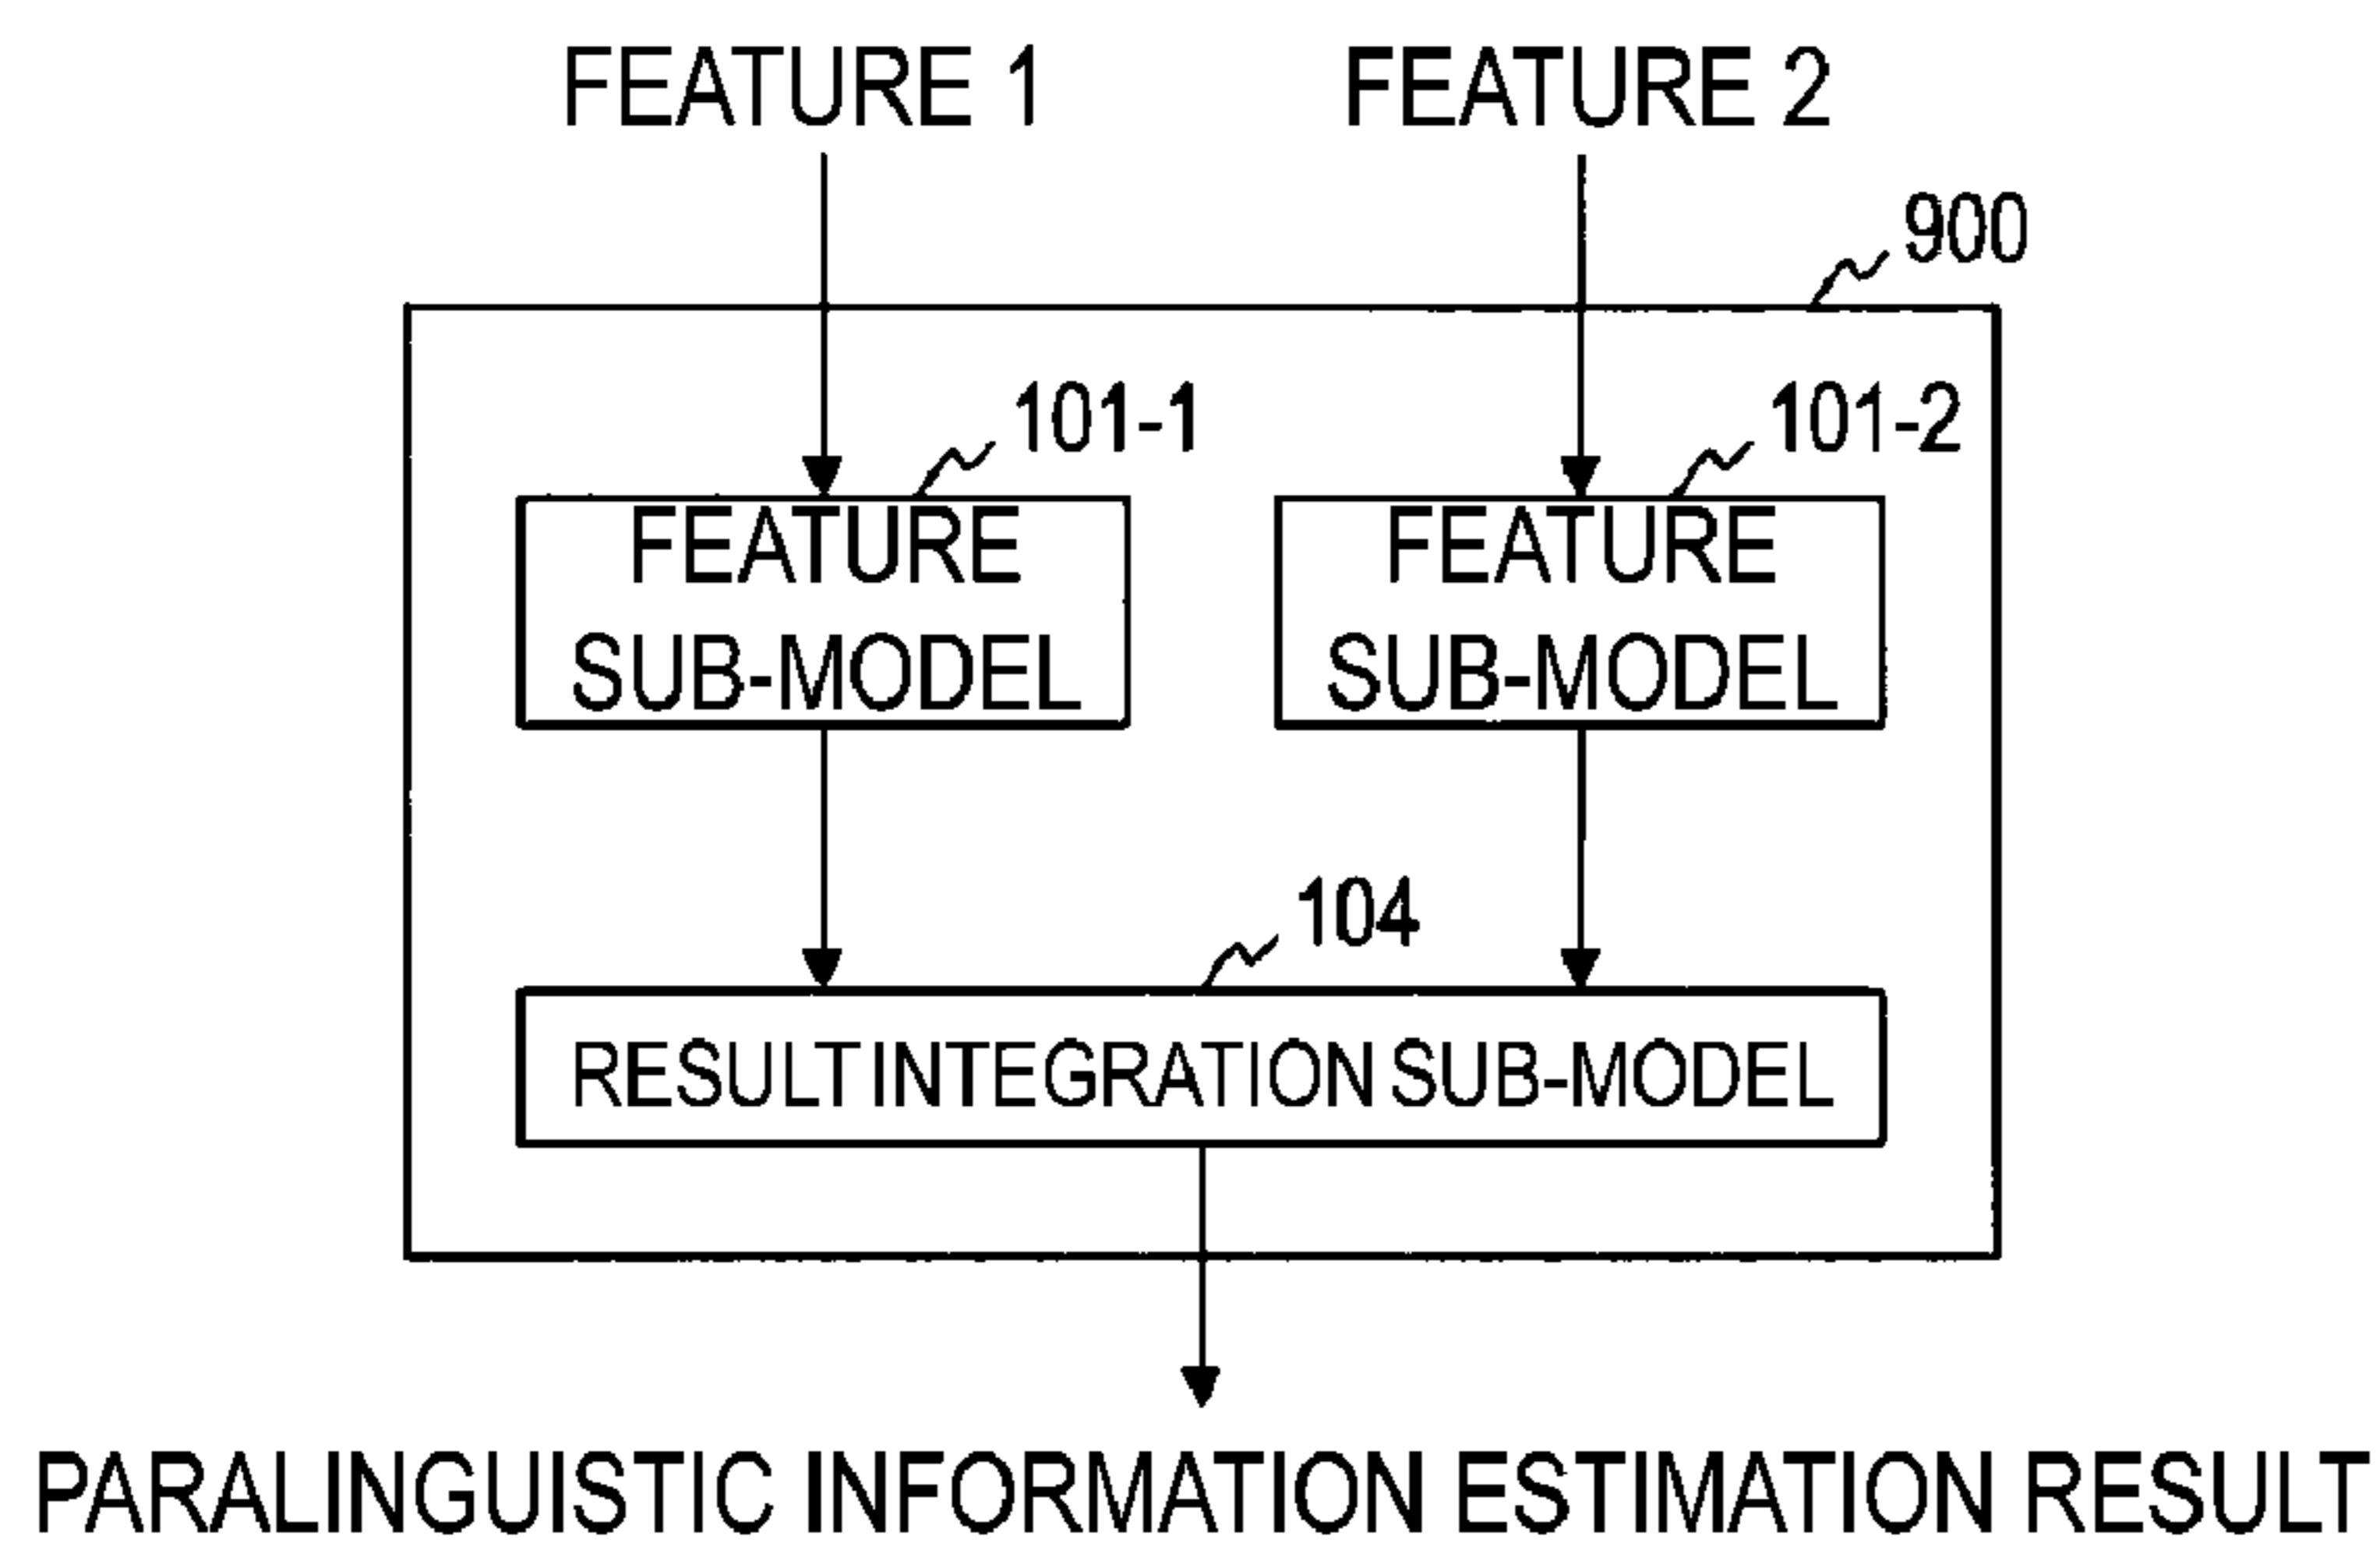 FEATURE 1
FEATURE 2
900
101-1
101-2
FEATURE
SUB-MODEL
FEATURE
SUB-MODEL
104
RESULT INTEGRATION SUB-MODEL
PARALINGUISTIC INFORMATION ESTIMATION RESULT